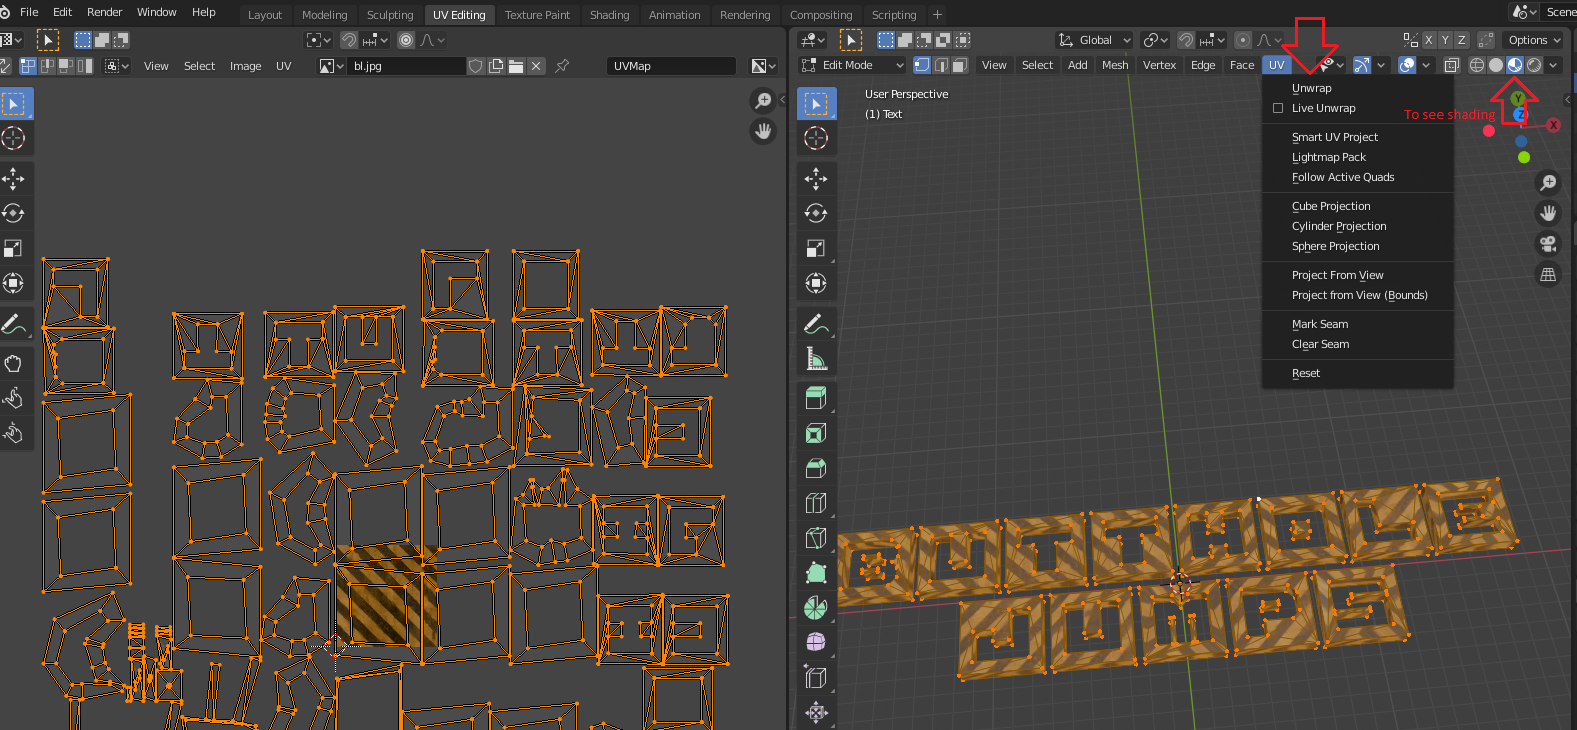 File Edit Render Window Help Layout Modeling Sculpting UV Editing Texture Paint Shading Animation Rendering Compositing Scripting + Scene
Global X Y Z Options
View Select Image UV bl.jpg UVMap Edit Mode View Select Add Mesh Vertex Edge Face UV
User Perspective
(1) Text
Unwrap
Live Unwrap
To see shading
Smart UV Project
Lightmap Pack
Follow Active Quads
Cube Projection
Cylinder Projection
Sphere Projection
Project From View
Project from View (Bounds)
Mark Seam
Clear Seam
Reset
Y
Z
X